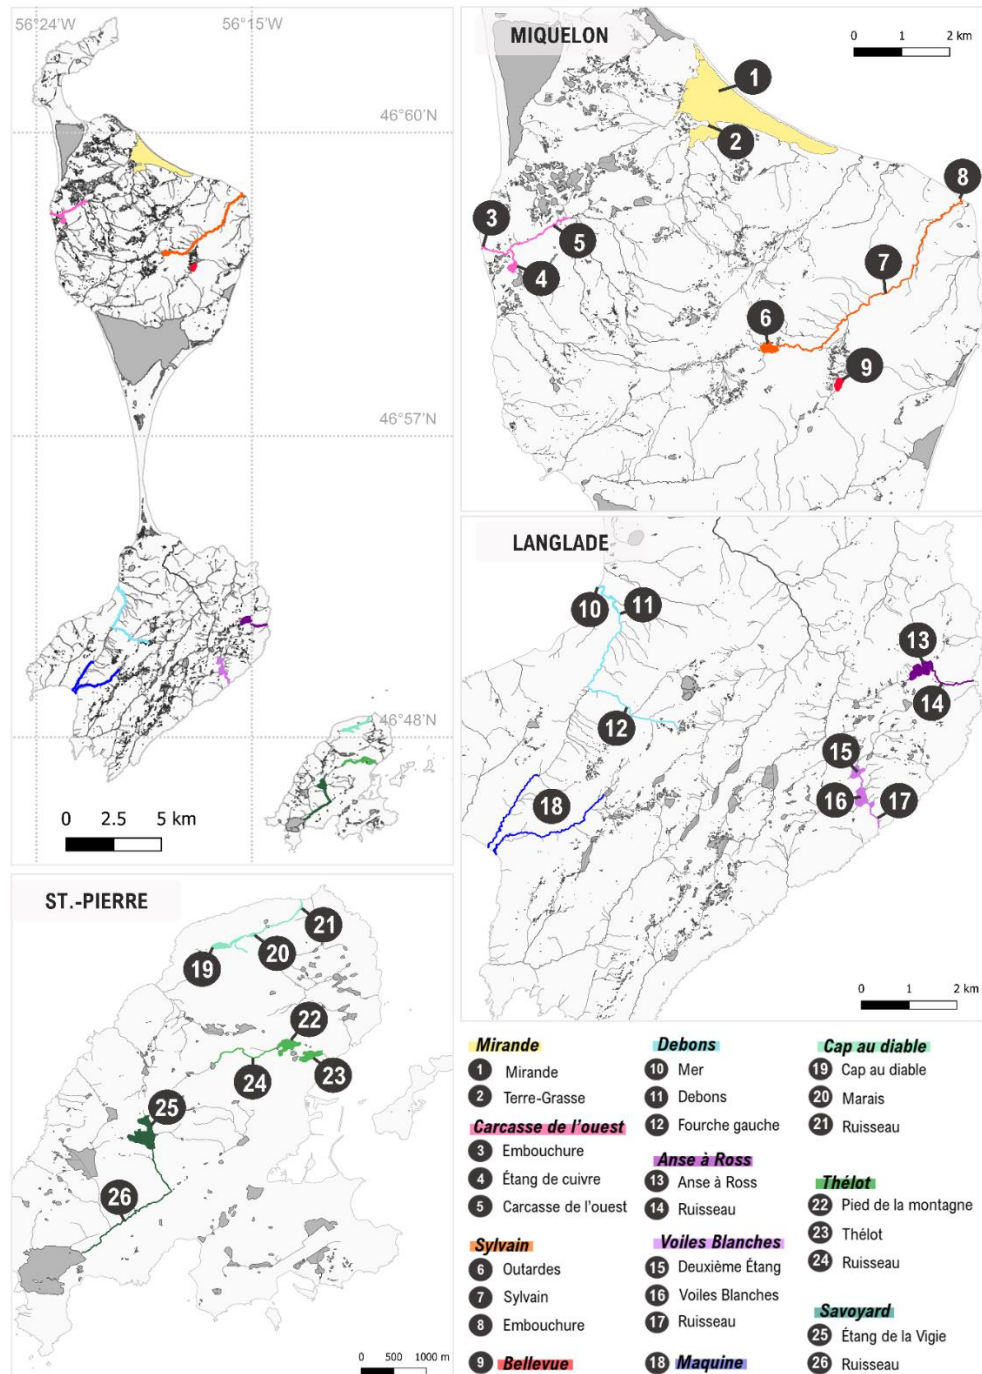 56°24'W
56°15'W
46°60'N
46°57'N
46°48'N
0 2.5 5 km
MIQUELON
0 1 2 km
1
2
3
4
5
6
7
8
9
LANGLADE
10
11
12
13
14
15
16
17
18
0 1 2 km
ST.-PIERRE
19
20
21
22
23
24
25
26
0 500 1000 m
Mirande
1 Mirande
2 Terre-Grasse
Carcasse de l'ouest
3 Embouchure
4 Étang de cuivre
5 Carcasse de l'ouest
Sylvain
6 Outardes
7 Sylvain
8 Embouchure
9 Bellevue
Debons
10 Mer
11 Debons
12 Fourche gauche
Anse à Ross
13 Anse à Ross
14 Ruisseau
Voiles Blanches
15 Deuxième Étang
16 Voiles Blanches
17 Ruisseau
18 Maquine
Cap au diable
19 Cap au diable
20 Marais
21 Ruisseau
Thélot
22 Pied de la montagne
23 Thélot
24 Ruisseau
Savoyard
25 Étang de la Vigie
26 Ruisseau